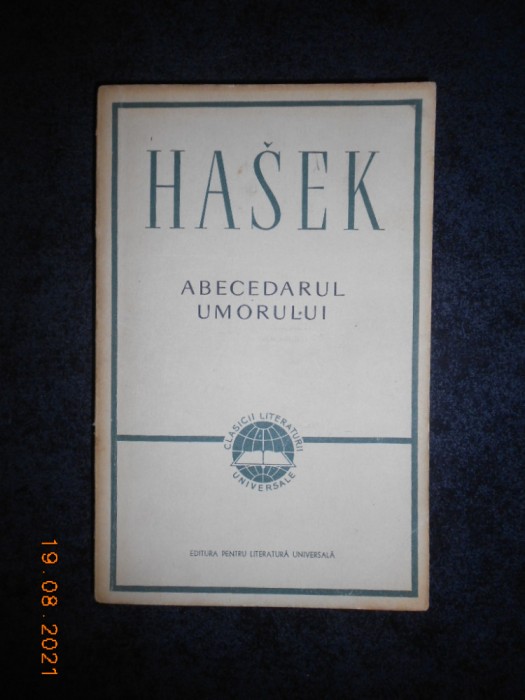 HAŠEK
ABECEDARUL
UMORULUI
CLASICII LITERATURII
UNIVERSALE
EDITURA PENTRU LITERATURĂ UNIVERSALĂ
19.08.2021